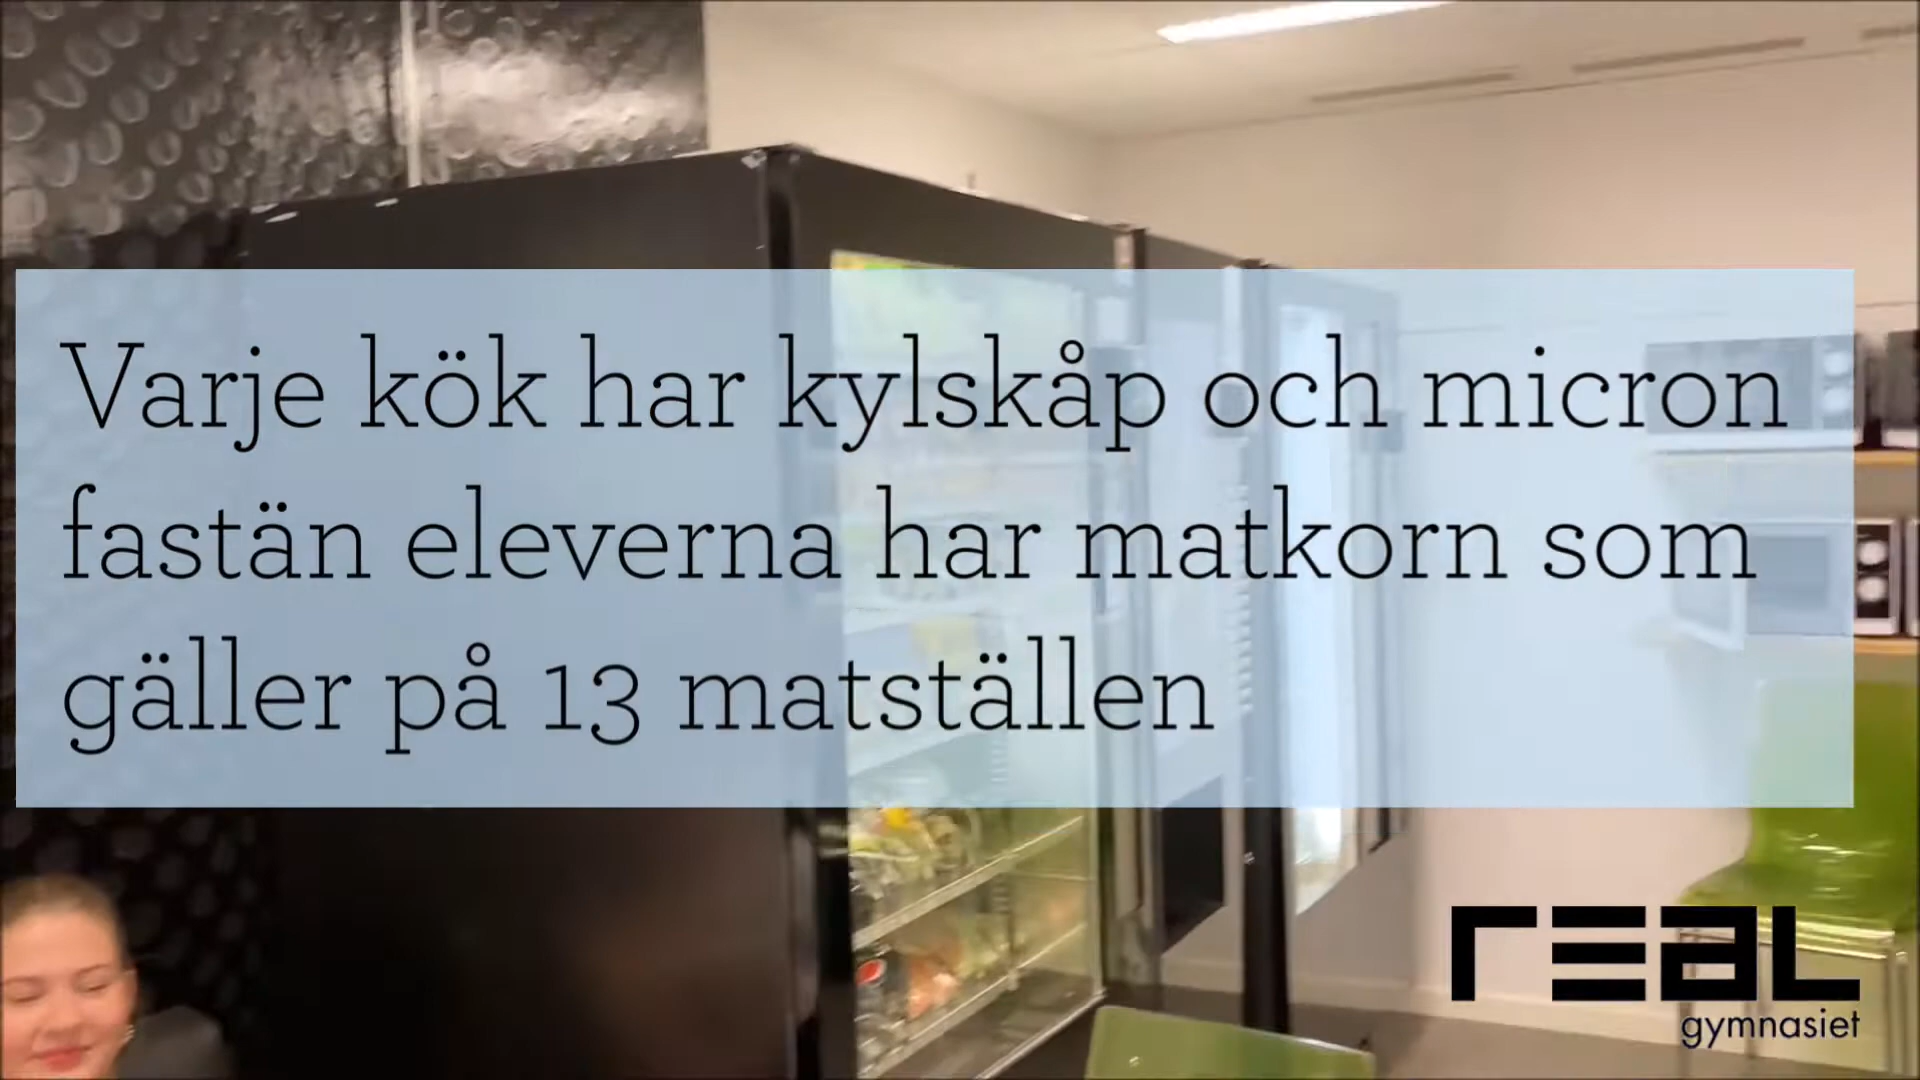 Varje kök har kylskåp och micron
fastän eleverna har matkorn som
gäller på 13 matställen
real
gymnasiet